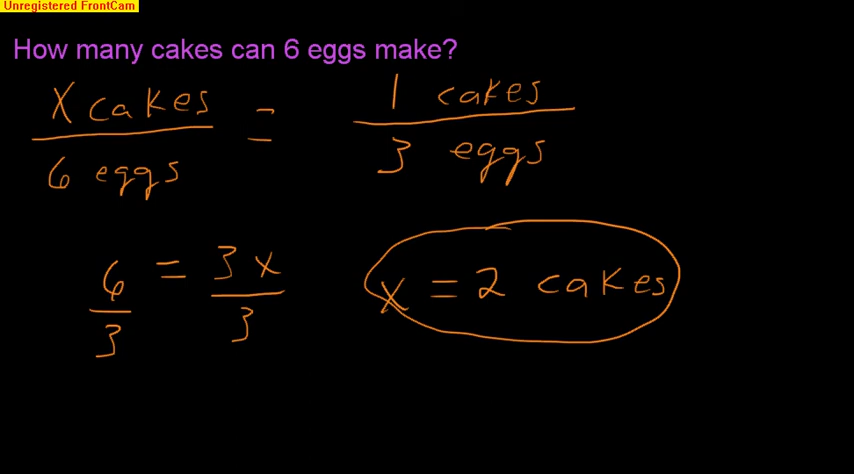 Unregistered FrontCam
How many cakes can 6 eggs make?
X cakes / 6 eggs = 1 cakes / 3 eggs
6/3 = 3x/3
x = 2 cakes